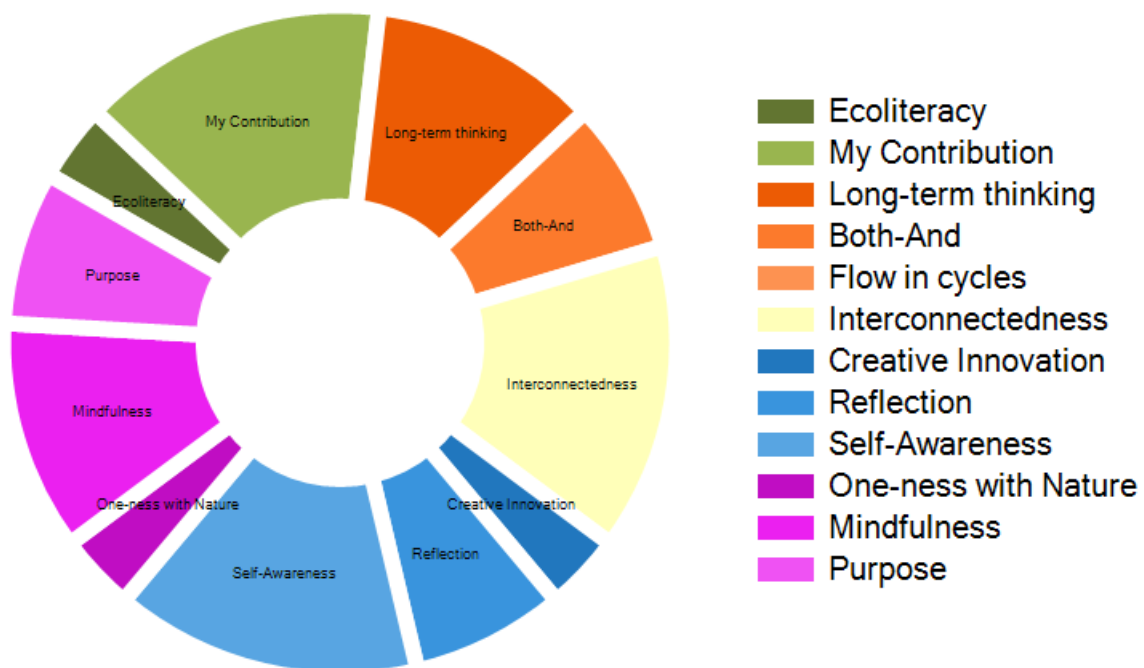 My Contribution
Long-term thinking
Ecoliteracy
Both-And
Purpose
Interconnectedness
Mindfulness
One-ness with Nature
Creative Innovation
Reflection
Self-Awareness
Ecoliteracy
My Contribution
Long-term thinking
Both-And
Flow in cycles
Interconnectedness
Creative Innovation
Reflection
Self-Awareness
One-ness with Nature
Mindfulness
Purpose